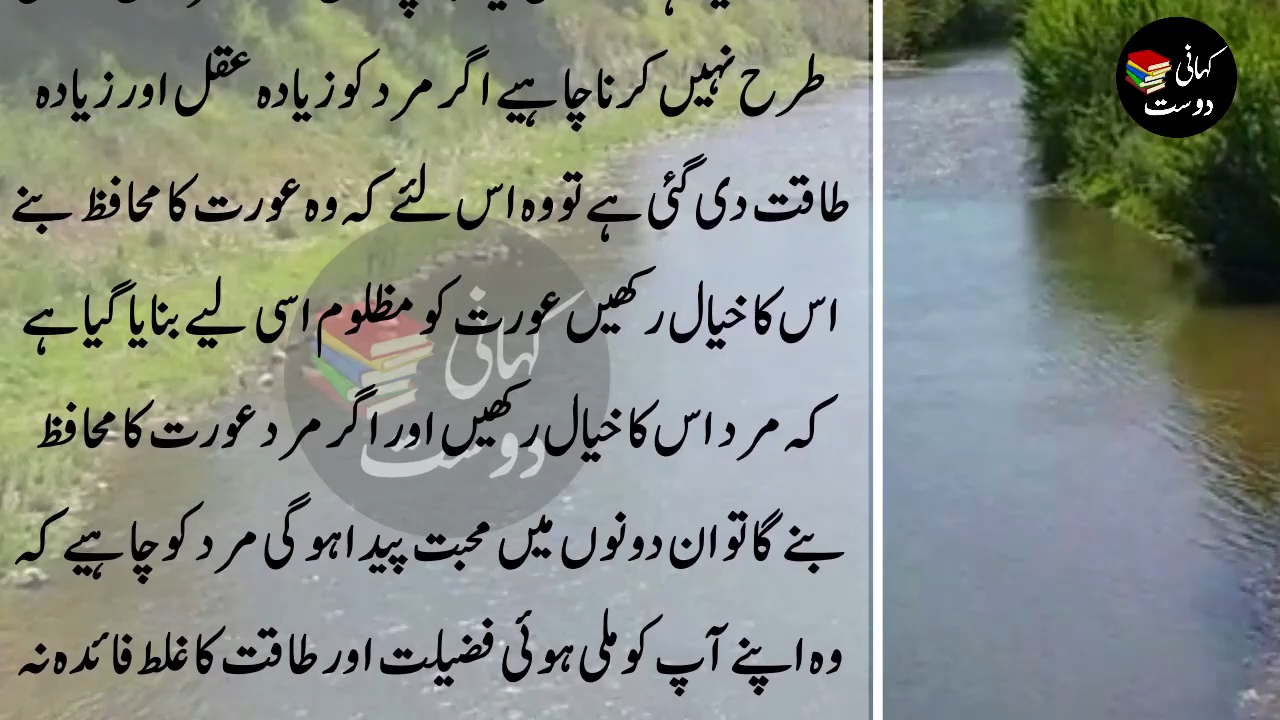 طرح نہیں کرنا چاہیے اگر مرد کو زیادہ عقل اور زیادہ
طاقت دی گئی ہے تو وہ اس لئے کہ وہ عورت کا محافظ بنے
اس کا خیال رکھیں عورت کو مظلوم اسی لیے بنایا گیا ہے
کہ مرد اس کا خیال رکھیں اور اگر مرد عورت کا محافظ
بنے گا تو ان دونوں میں محبت پیدا ہو گی مرد کو چاہیے کہ
وہ اپنے آپ کو ملی ہوئی فضیلت اور طاقت کا غلط فائدہ نہ
کہانی
دوست
کہانی
دوست